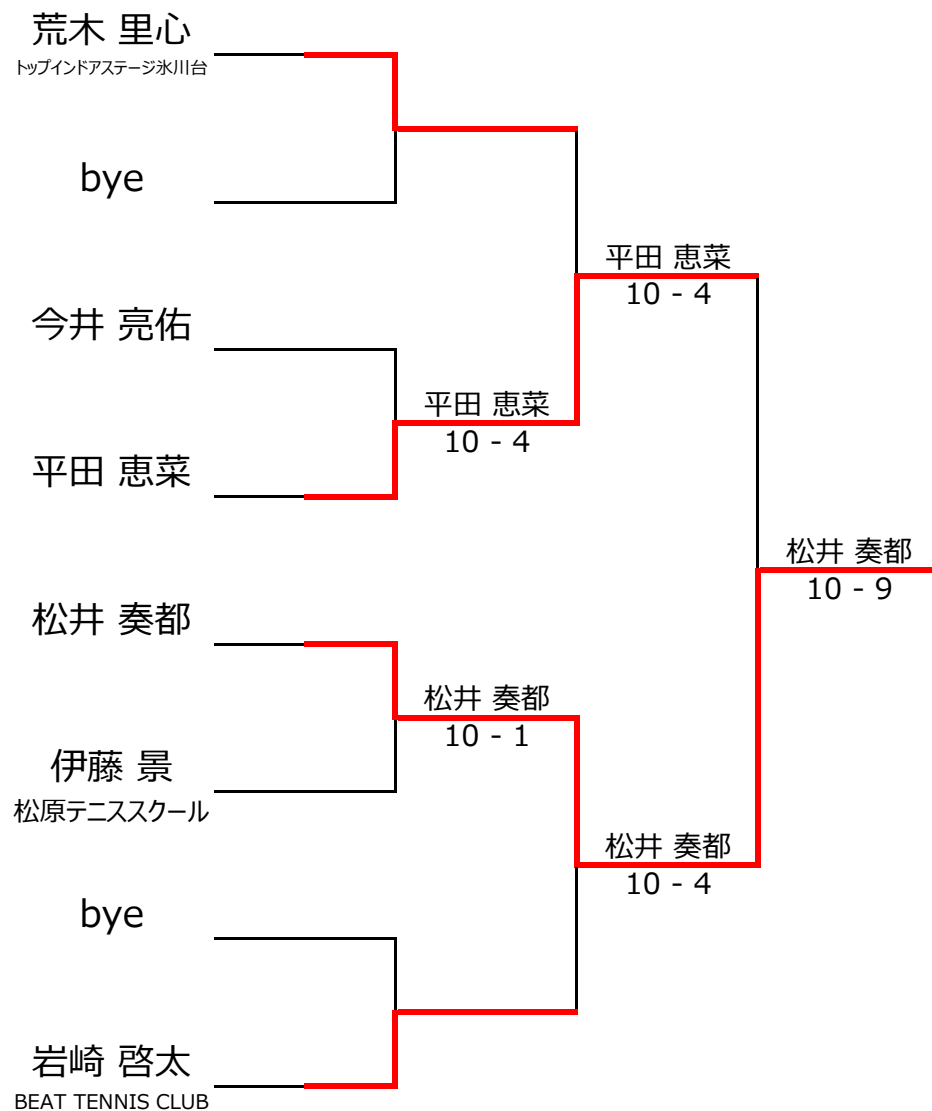 荒木 里心
トップインドアステージ氷川台
bye
平田 恵菜
10 - 4
今井 亮佑
平田 恵菜
10 - 4
平田 恵菜
松井 奏都
10 - 9
松井 奏都
松井 奏都
10 - 1
伊藤 景
松原テニススクール
松井 奏都
10 - 4
bye
岩崎 啓太
BEAT TENNIS CLUB